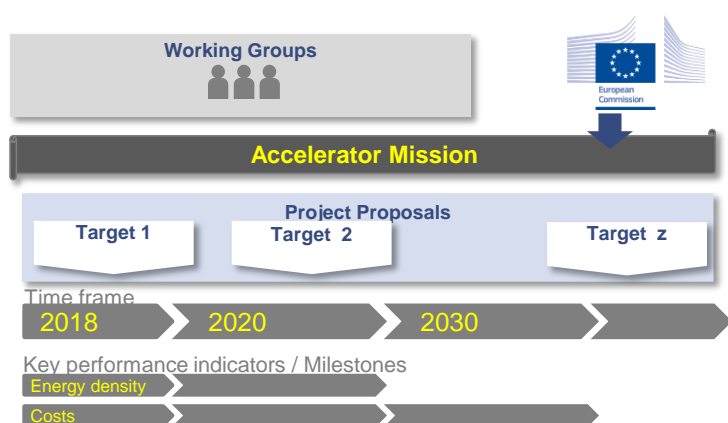 Working Groups
European
Commission
Accelerator Mission
Project Proposals
Target 1
Target 2
Target z
Time frame
2018
2020
2030
Key performance indicators / Milestones
Energy density
Costs